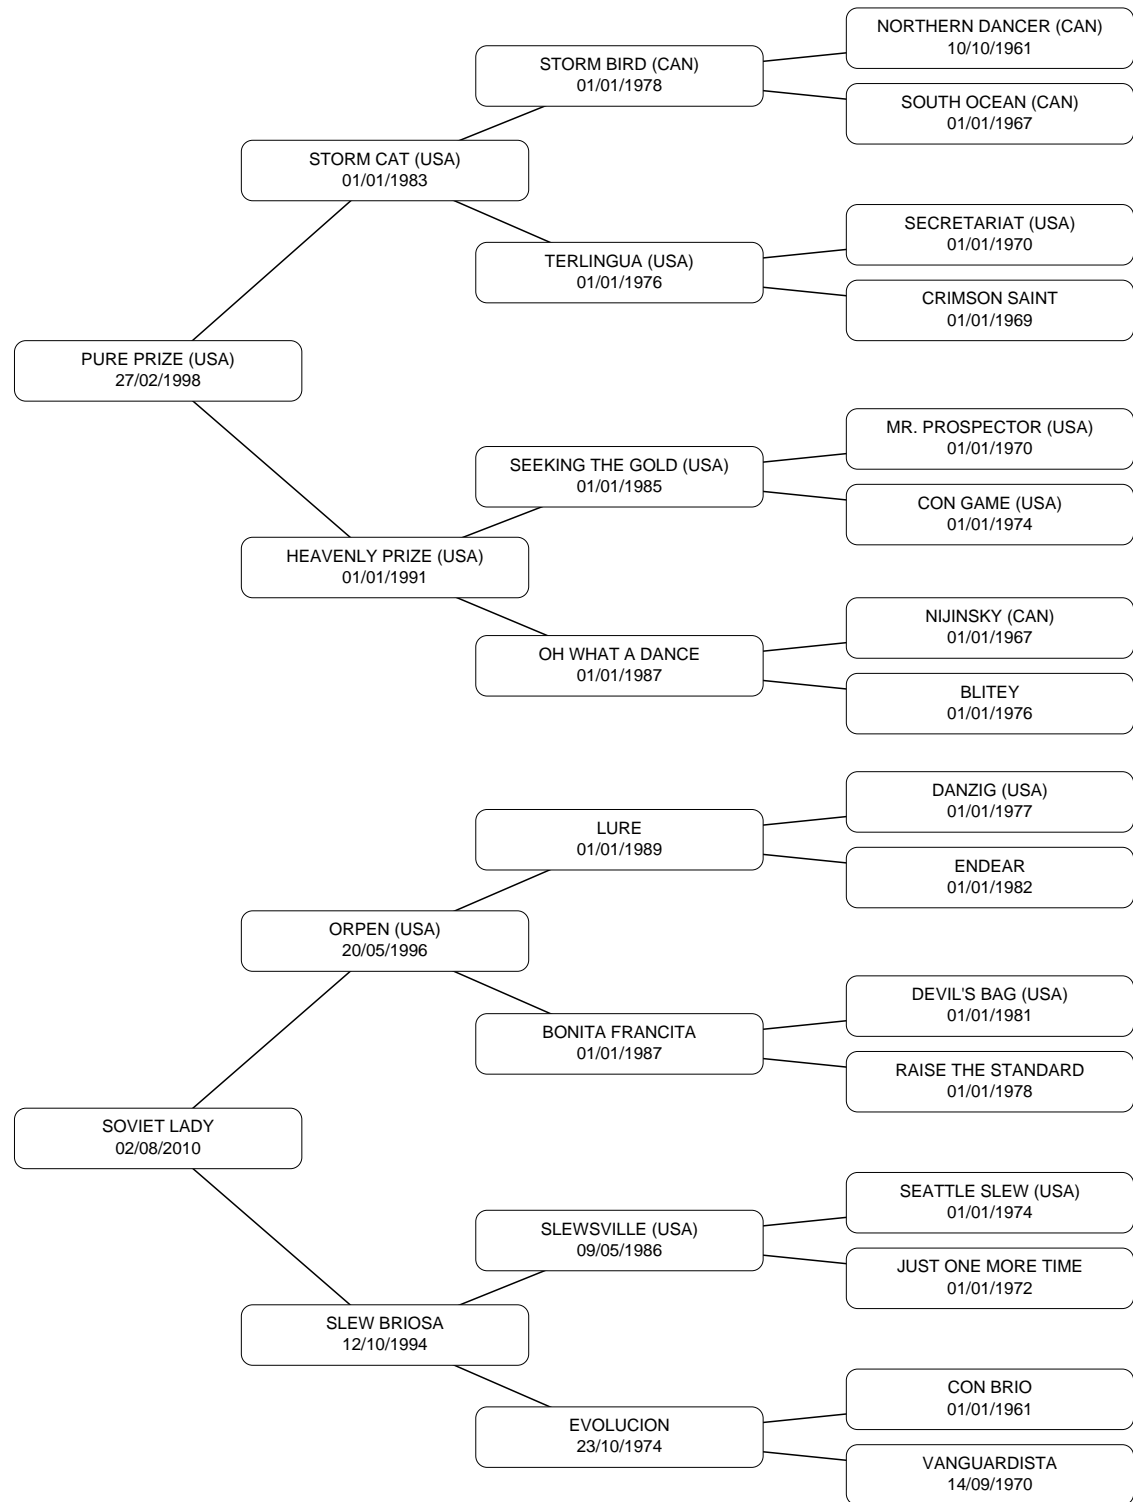 NORTHERN DANCER (CAN)
10/10/1961
STORM BIRD (CAN)
01/01/1978
SOUTH OCEAN (CAN)
01/01/1967
STORM CAT (USA)
01/01/1983
SECRETARIAT (USA)
01/01/1970
TERLINGUA (USA)
01/01/1976
CRIMSON SAINT
01/01/1969
PURE PRIZE (USA)
27/02/1998
MR. PROSPECTOR (USA)
01/01/1970
SEEKING THE GOLD (USA)
01/01/1985
CON GAME (USA)
01/01/1974
HEAVENLY PRIZE (USA)
01/01/1991
NIJINSKY (CAN)
01/01/1967
OH WHAT A DANCE
01/01/1987
BLITEY
01/01/1976
DANZIG (USA)
01/01/1977
LURE
01/01/1989
ENDEAR
01/01/1982
ORPEN (USA)
20/05/1996
DEVIL'S BAG (USA)
01/01/1981
BONITA FRANCITA
01/01/1987
RAISE THE STANDARD
01/01/1978
SOVIET LADY
02/08/2010
SEATTLE SLEW (USA)
01/01/1974
SLEWSVILLE (USA)
09/05/1986
JUST ONE MORE TIME
01/01/1972
SLEW BRIOSA
12/10/1994
CON BRIO
01/01/1961
EVOLUCION
23/10/1974
VANGUARDISTA
14/09/1970